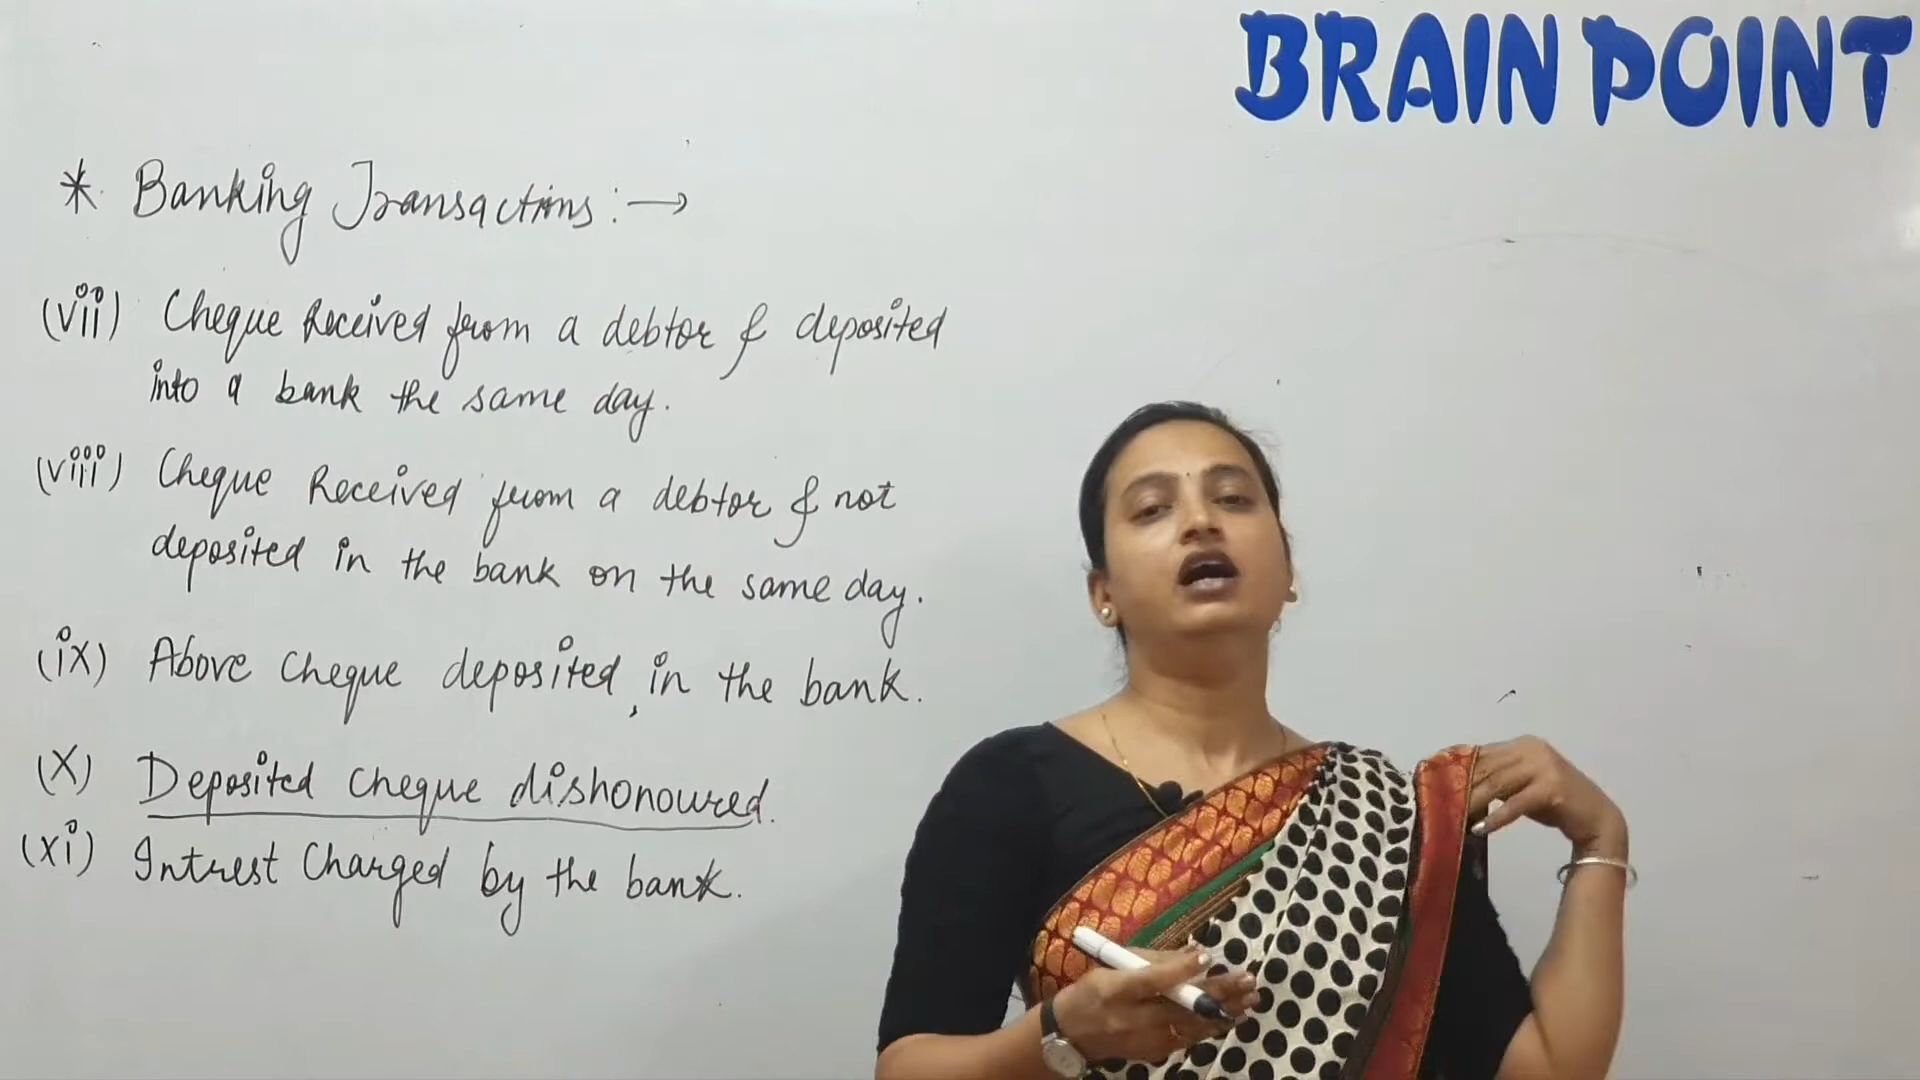 BRAIN POINT
* Banking Transactions :→
(vii) Cheque Received from a debtor & deposited
into a bank the same day.
(viii) Cheque Received from a debtor & not
deposited in the bank on the same day.
(ix) Above Cheque deposited, in the bank.
(X) Deposited Cheque dishonoured.
(xi) Intrest Charged by the bank.